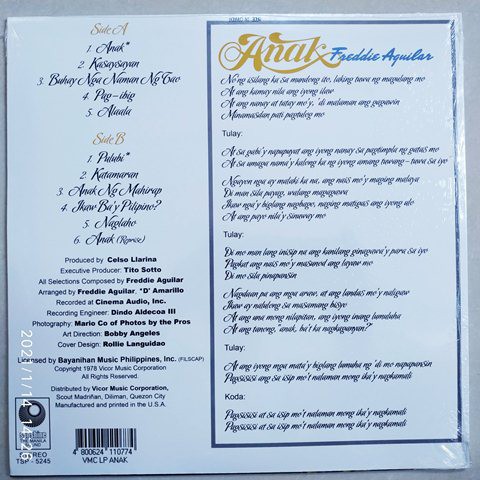 Side A
1. Anak*
2. Kasaysayan
3. Buhay Nga Naman Ng Tao
4. Pag-ibig
5. Alaala
Side B
1. Pulubi*
2. Katamaran
3. Anak Ng Mahirap
4. Ikaw Ba'y Pilipino?
5. Naglaho
6. Anak (Reprise)
Produced by Celso Llarina
Executive Producer: Tito Sotto
All Selections Composed by Freddie Aguilar
Arranged by Freddie Aguilar, *D' Amarillo
Recorded at Cinema Audio, Inc.
Recording Engineer: Dindo Aldecoa III
Photography: Mario Co of Photos by the Pros
Art Direction: Bobby Angeles
Cover Design: Rollie Languidao
Licensed by Bayanihan Music Philippines, Inc. (FILSCAP)
Copyright 1978 Vicor Music Corporation
All Rights Reserved.
Distributed by Vicor Music Corporation,
Scout Madriñan, Diliman, Quezon City
Manufactured and printed in the U.S.A.
sunshine
THE MANILA
SOUND
STEREO
TSP - 5245
4 800624 110774
VMC LP ANAK
Anak Freddie Aguilar
No'ng isilang ka sa mundong ito, laking tuwa ng magulang mo
At ang kamay nila ang iyong ilaw
At ang nanay at tatay mo'y, 'di malaman ang gagawin
Minamasdan pati pagtulog mo
Tulay:
At sa gabi'y napupuyat ang iyong nanay sa pagtimpla ng gatas mo
At sa umaga nama'y kalong ka ng iyong amang tuwang-tuwa sa iyo
Ngayon nga ay malaki ka na, ang nais mo'y maging malaya
Di man sila payag, walang magagawa
Ikaw nga'y biglang nagbago, naging matigas ang iyong ulo
At ang payo nila'y sinuway mo
Tulay:
Di mo man lang inisip na ang kanilang ginagawa'y para sa iyo
Pagkat ang nais mo'y masunod ang layaw mo
Di mo sila pinapansin
Nagdaan pa ang mga araw, at ang landas mo'y naligaw
Ikaw ay nalulong sa masamang bisyo
At ang una mong nilapitan, ang iyong inang lumuluha
At ang tanong, "anak, ba't ka nagkaganyan?"
Tulay:
At ang iyong mga mata'y biglang lumuha ng 'di mo napapansin
Pagsisisi ang sa isip mo't nalaman mong ika'y nagkamali
Koda:
Pagsisisi at sa isip mo't nalaman mong ika'y nagkamali
Pagsisisi at sa isip mo't nalaman mong ika'y nagkamali